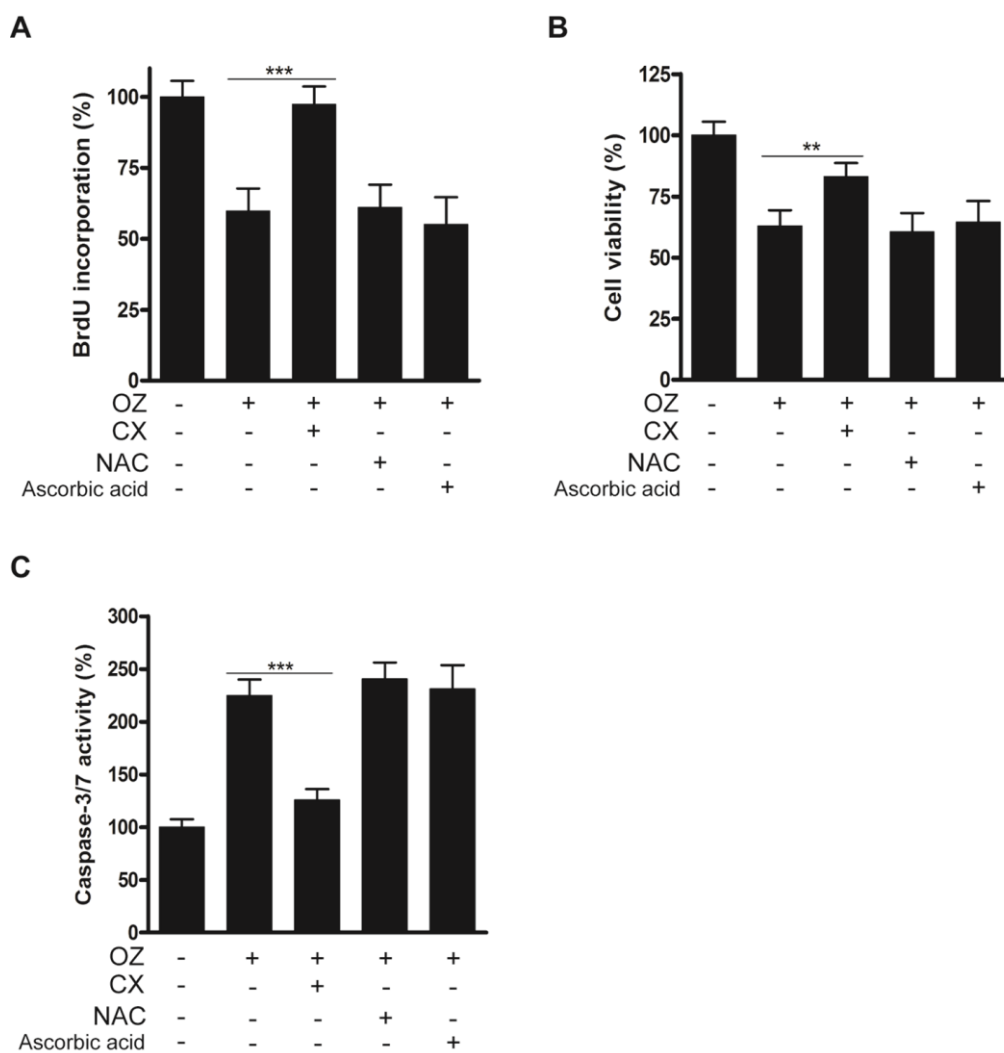 A
BrdU incorporation (%)
***
100
75
50
25
0
OZ - + + + +
CX - - + - -
NAC - - - + -
Ascorbic acid - - - - +
B
Cell viability (%)
**
125
100
75
50
25
0
OZ - + + + +
CX - - + - -
NAC - - - + -
Ascorbic acid - - - - +
C
Caspase-3/7 activity (%)
***
300
250
200
150
100
50
0
OZ - + + + +
CX - - + - -
NAC - - - + -
Ascorbic acid - - - - +